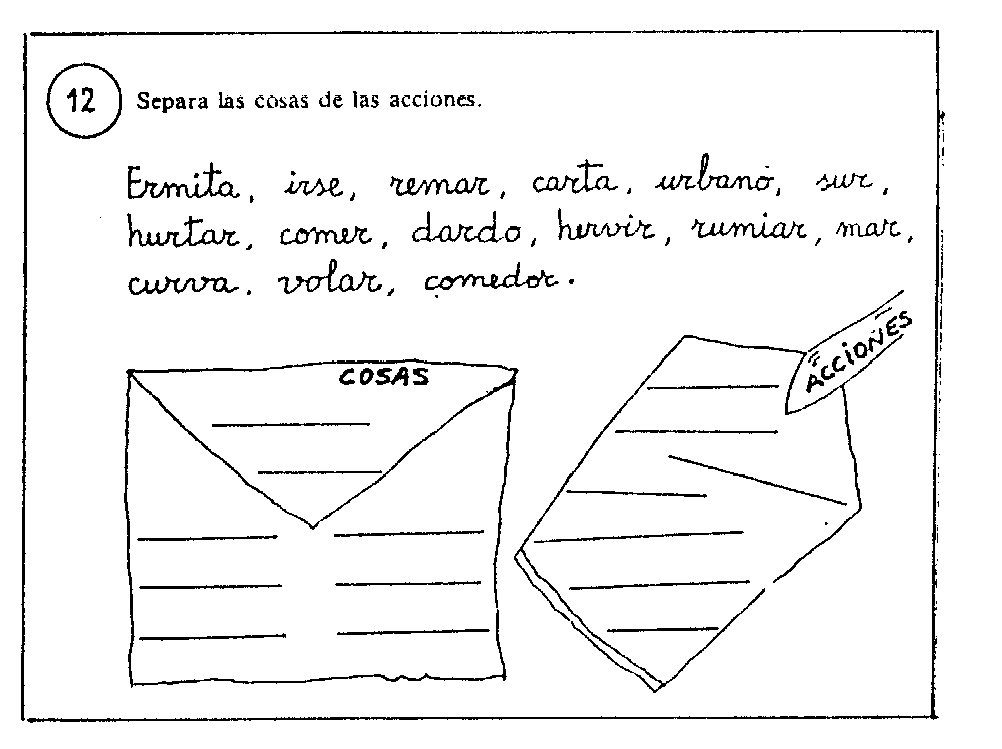 12 Separa las cosas de las acciones.
Ermita, irse, remar, carta, urbano, sur,
hurtar, comer, dardo, hervir, rumiar, mar,
curva, volar, comedor.
COSAS
ACCIONES